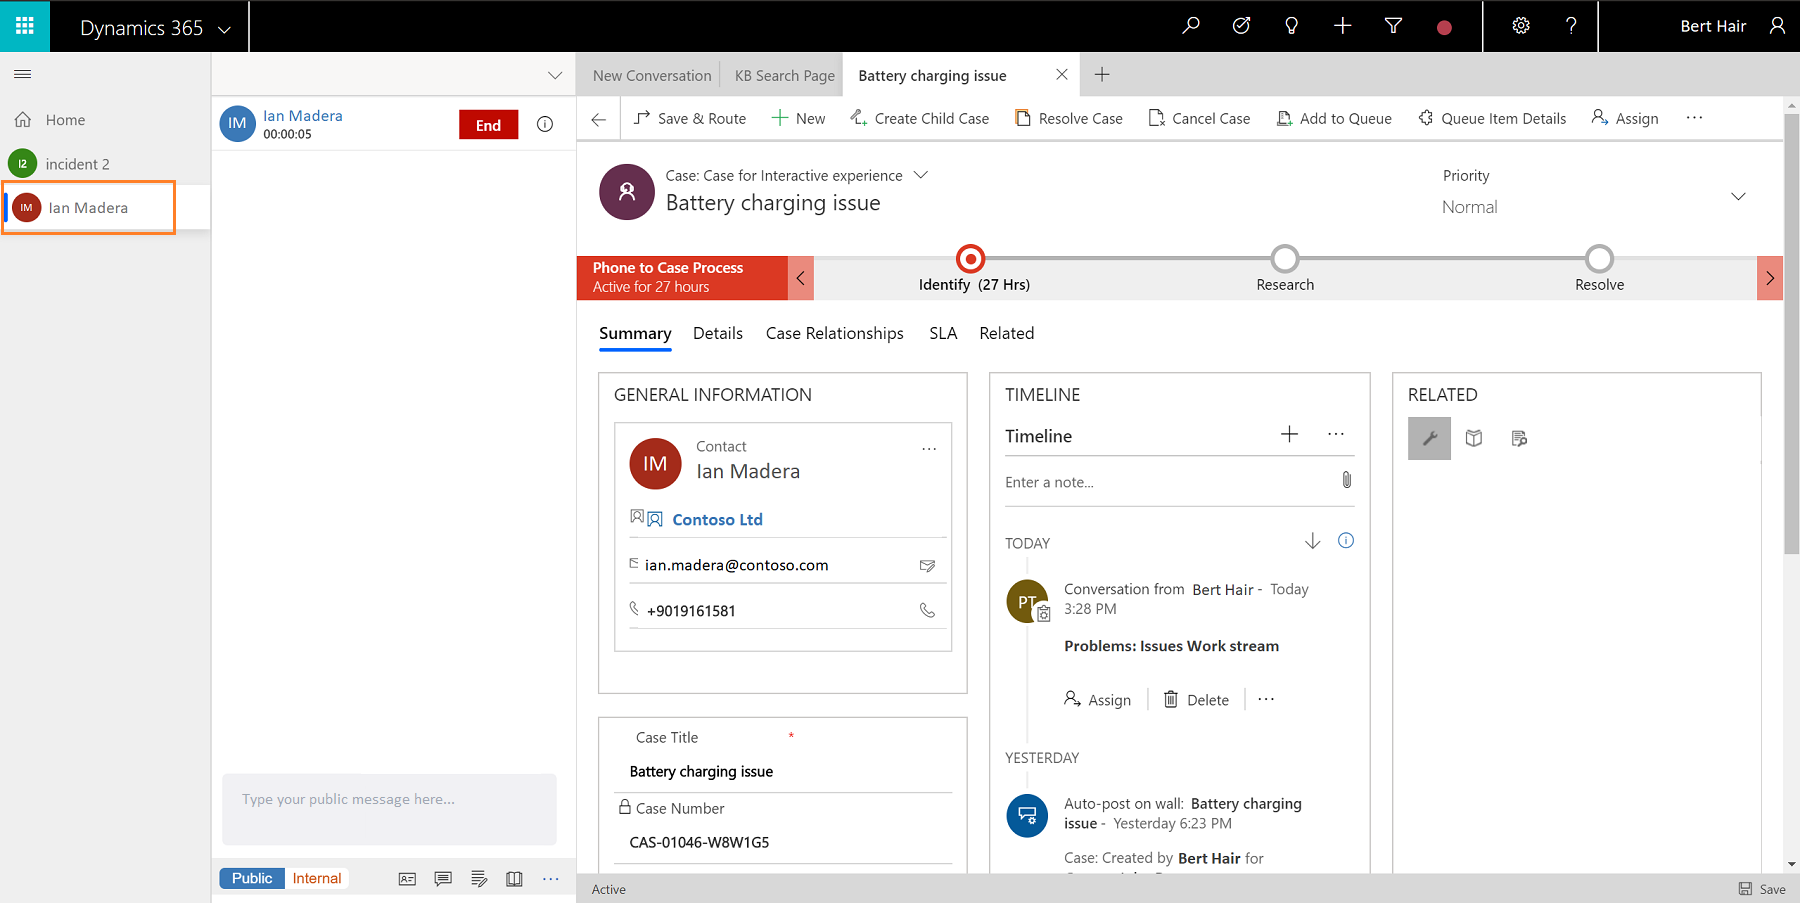 Dynamics 365
Bert Hair
Home
I2 incident 2
IM Ian Madera
IM Ian Madera
00:00:05
End
Type your public message here...
Public Internal
New Conversation KB Search Page Battery charging issue
Save & Route New Create Child Case Resolve Case Cancel Case Add to Queue Queue Item Details Assign
Case: Case for Interactive experience
Battery charging issue
Priority
Normal
Phone to Case Process
Active for 27 hours
Identify (27 Hrs) Research Resolve
Summary Details Case Relationships SLA Related
GENERAL INFORMATION
IM
Contact
Ian Madera
Contoso Ltd
ian.madera@contoso.com
+9019161581
Case Title *
Battery charging issue
Case Number
CAS-01046-W8W1G5
TIMELINE
Timeline
Enter a note...
TODAY
PT
Conversation from Bert Hair - Today
3:28 PM
Problems: Issues Work stream
Assign Delete
YESTERDAY
Auto-post on wall: Battery charging
issue - Yesterday 6:23 PM
Case: Created by Bert Hair for
RELATED
Active
Save